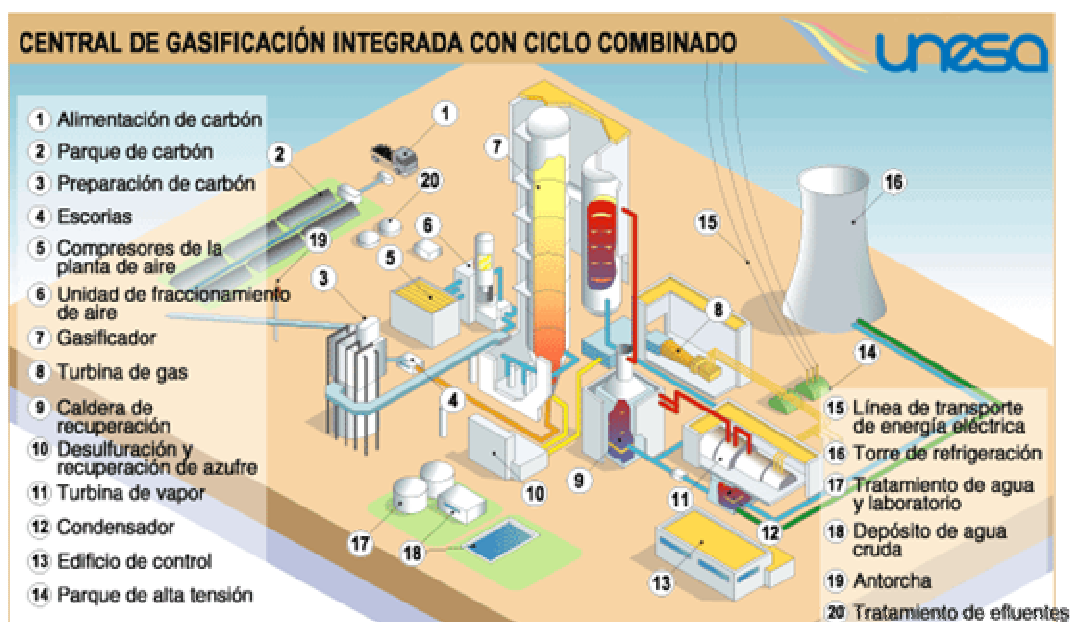 CENTRAL DE GASIFICACIÓN INTEGRADA CON CICLO COMBINADO
unesa
1 Alimentación de carbón
2 Parque de carbón
3 Preparación de carbón
4 Escorias
5 Compresores de la
planta de aire
6 Unidad de fraccionamiento
de aire
7 Gasificador
8 Turbina de gas
9 Caldera de
recuperación
10 Desulfuración y
recuperación de azufre
11 Turbina de vapor
12 Condensador
13 Edificio de control
14 Parque de alta tensión
15 Línea de transporte
de energía eléctrica
16 Torre de refrigeración
17 Tratamiento de agua
y laboratorio
18 Depósito de agua
cruda
19 Antorcha
20 Tratamiento de efluentes
1
2
7
20
16
6
15
19
5
3
8
14
4
9
10
11
12
17
18
13